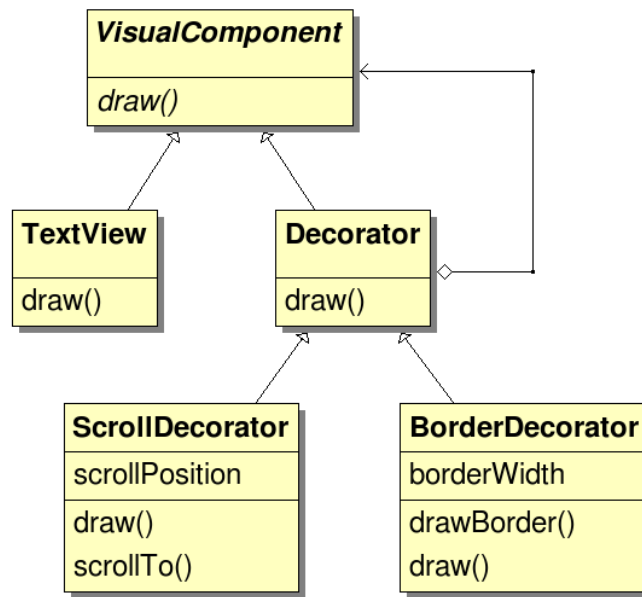 VisualComponent
draw()
TextView
draw()
Decorator
draw()
ScrollDecorator
scrollPosition
draw()
scrollTo()
BorderDecorator
borderWidth
drawBorder()
draw()